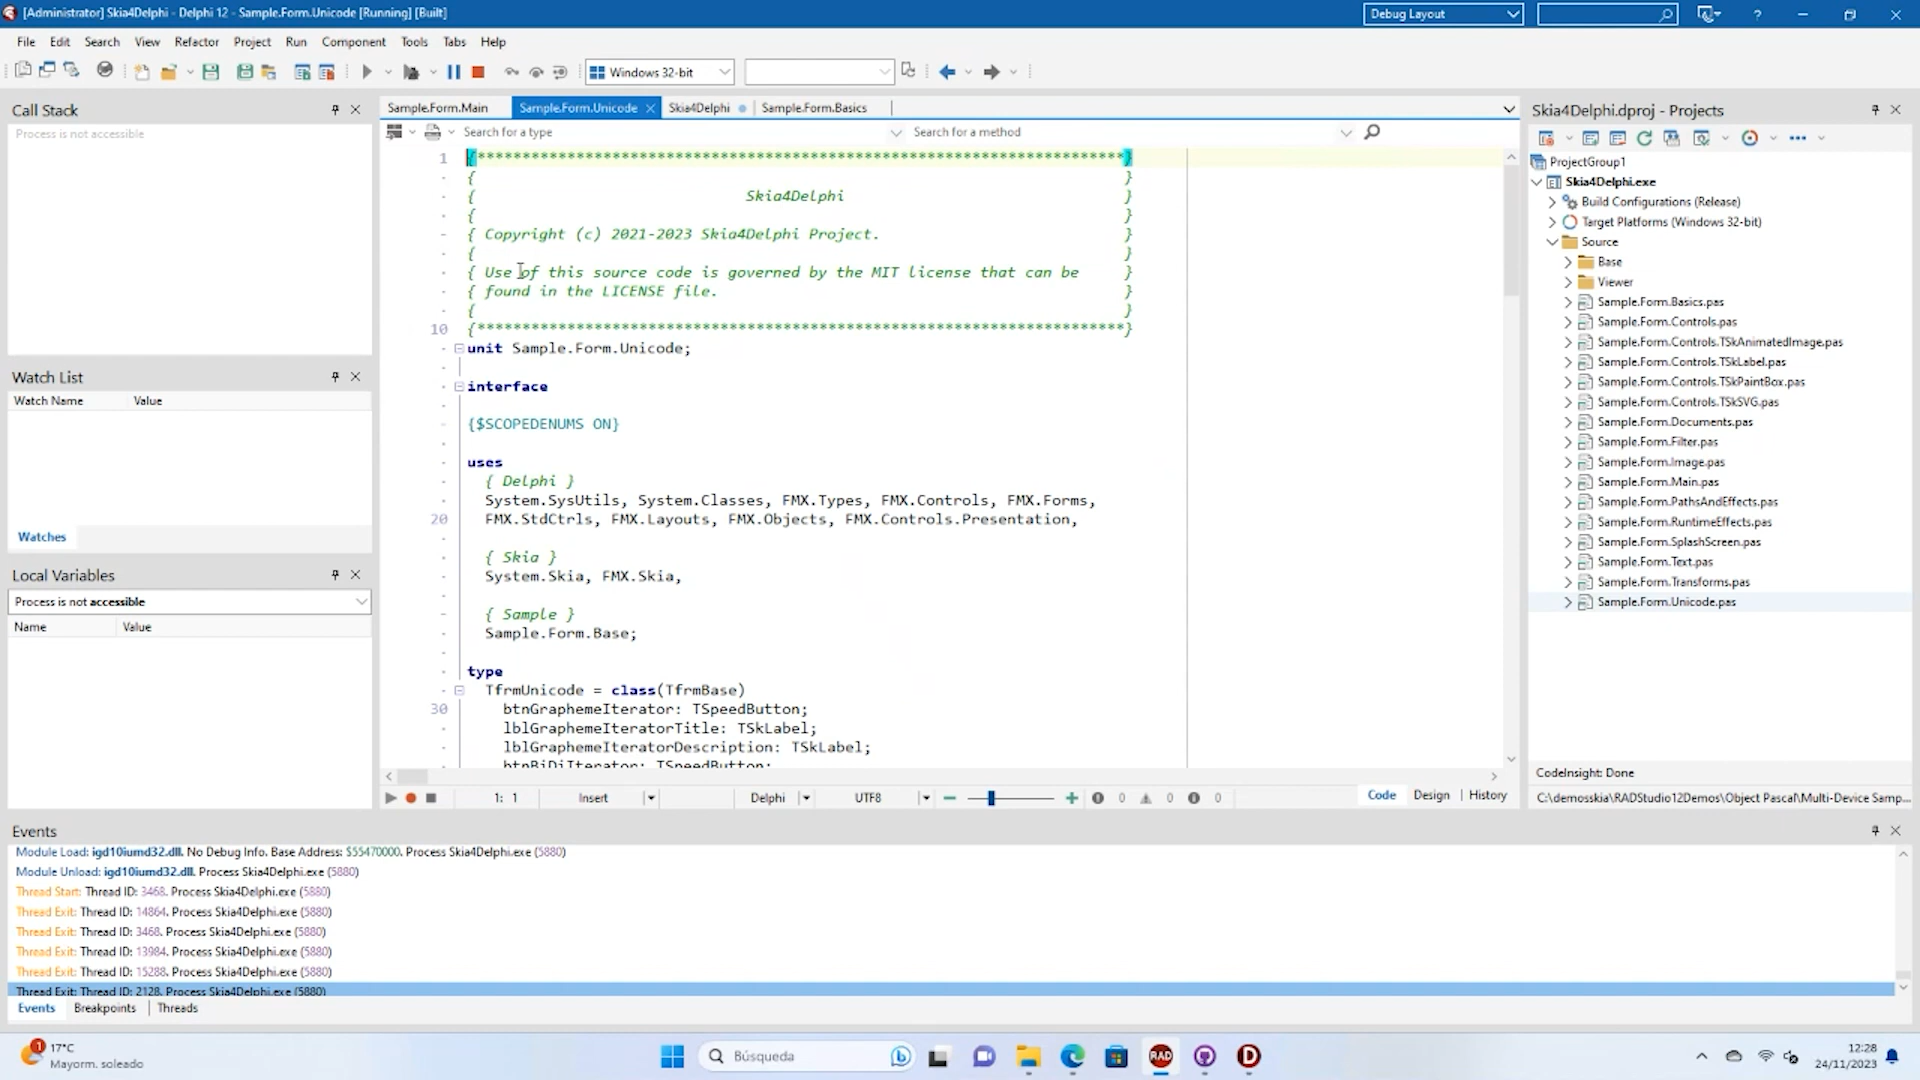 [Administrator] Skia4Delphi - Delphi 12 - Sample.Form.Unicode [Running] [Built]
Debug Layout
File Edit Search View Refactor Project Run Component Tools Tabs Help
Windows 32-bit
Call Stack
Process is not accessible
Watch List
Watch Name Value
Watches
Local Variables
Process is not accessible
Name Value
Sample.Form.Main Sample.Form.Unicode Skia4Delphi Sample.Form.Basics
Search for a type Search for a method
1 {************************************************************************}
{ }
{ Skia4Delphi }
{ }
{ Copyright (c) 2021-2023 Skia4Delphi Project. }
{ }
{ Use of this source code is governed by the MIT license that can be }
{ found in the LICENSE file. }
{ }
10 {************************************************************************}
unit Sample.Form.Unicode;
interface
{$SCOPEDENUMS ON}
uses
{ Delphi }
System.SysUtils, System.Classes, FMX.Types, FMX.Controls, FMX.Forms,
20 FMX.StdCtrls, FMX.Layouts, FMX.Objects, FMX.Controls.Presentation,
{ Skia }
System.Skia, FMX.Skia,
{ Sample }
Sample.Form.Base;
type
TfrmUnicode = class(TfrmBase)
30 btnGraphemeIterator: TSpeedButton;
lblGraphemeIteratorTitle: TSkLabel;
lblGraphemeIteratorDescription: TSkLabel;
btnBiDiIterator: TSpeedButton;
1: 1 Insert Delphi UTF8 0 0 0 Code Design History
Skia4Delphi.dproj - Projects
ProjectGroup1
Skia4Delphi.exe
Build Configurations (Release)
Target Platforms (Windows 32-bit)
Source
Base
Viewer
Sample.Form.Basics.pas
Sample.Form.Controls.pas
Sample.Form.Controls.TSkAnimatedImage.pas
Sample.Form.Controls.TSkLabel.pas
Sample.Form.Controls.TSkPaintBox.pas
Sample.Form.Controls.TSkSVG.pas
Sample.Form.Documents.pas
Sample.Form.Filter.pas
Sample.Form.Image.pas
Sample.Form.Main.pas
Sample.Form.PathsAndEffects.pas
Sample.Form.RuntimeEffects.pas
Sample.Form.SplashScreen.pas
Sample.Form.Text.pas
Sample.Form.Transforms.pas
Sample.Form.Unicode.pas
CodeInsight: Done
C:\demosskia\RADStudio12Demos\Object Pascal\Multi-Device Samp...
Events
Module Load: igd10iumd32.dll. No Debug Info. Base Address: $55470000. Process Skia4Delphi.exe (5880)
Module Unload: igd10iumd32.dll. Process Skia4Delphi.exe (5880)
Thread Start: Thread ID: 3468. Process Skia4Delphi.exe (5880)
Thread Exit: Thread ID: 14864. Process Skia4Delphi.exe (5880)
Thread Exit: Thread ID: 3468. Process Skia4Delphi.exe (5880)
Thread Exit: Thread ID: 13984. Process Skia4Delphi.exe (5880)
Thread Exit: Thread ID: 15288. Process Skia4Delphi.exe (5880)
Thread Exit: Thread ID: 2128. Process Skia4Delphi.exe (5880)
Events Breakpoints Threads
1
17°C
Mayorm. soleado
Búsqueda
RAD
D
12:28
24/11/2023